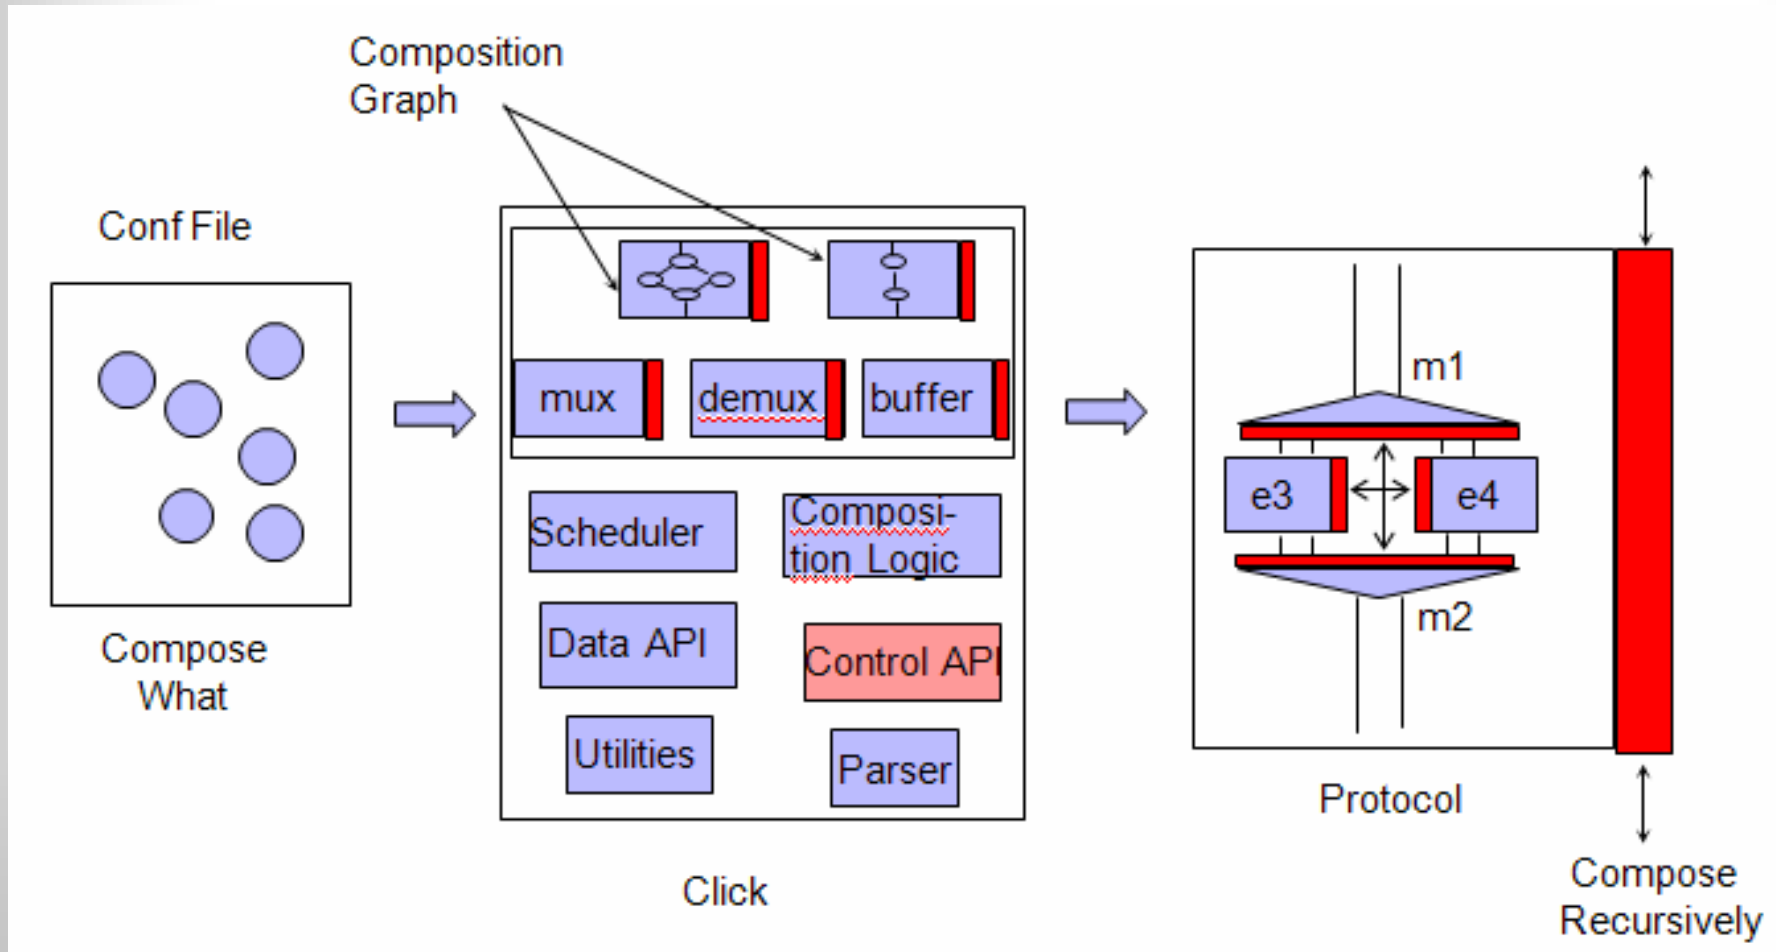 Composition
Graph
Conf File
Compose
What
mux
demux
buffer
Scheduler
Composi-
tion Logic
Data API
Control API
Utilities
Parser
Click
m1
e3
e4
m2
Protocol
Compose
Recursively